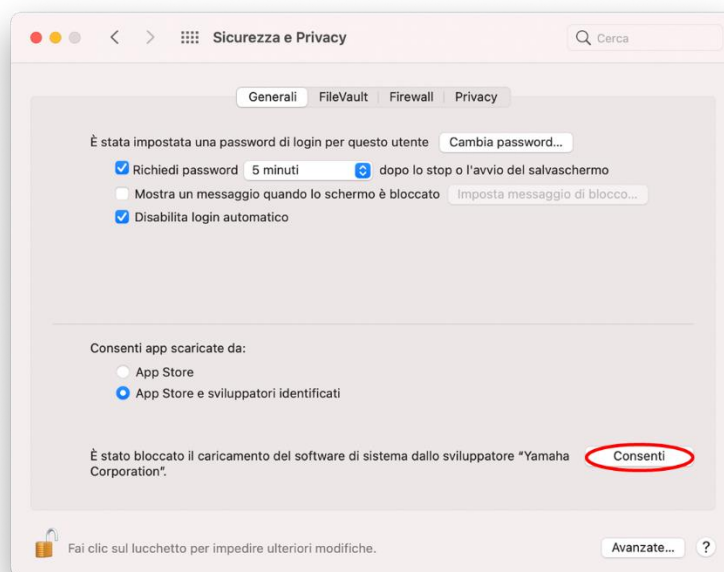 Sicurezza e Privacy
Cerca
Generali FileVault Firewall Privacy
È stata impostata una password di login per questo utente Cambia password...
Richiedi password 5 minuti dopo lo stop o l'avvio del salvaschermo
Mostra un messaggio quando lo schermo è bloccato Imposta messaggio di blocco...
Disabilita login automatico
Consenti app scaricate da:
App Store
App Store e sviluppatori identificati
È stato bloccato il caricamento del software di sistema dallo sviluppatore “Yamaha Consenti
Corporation”.
Fai clic sul lucchetto per impedire ulteriori modifiche. Avanzate... ?